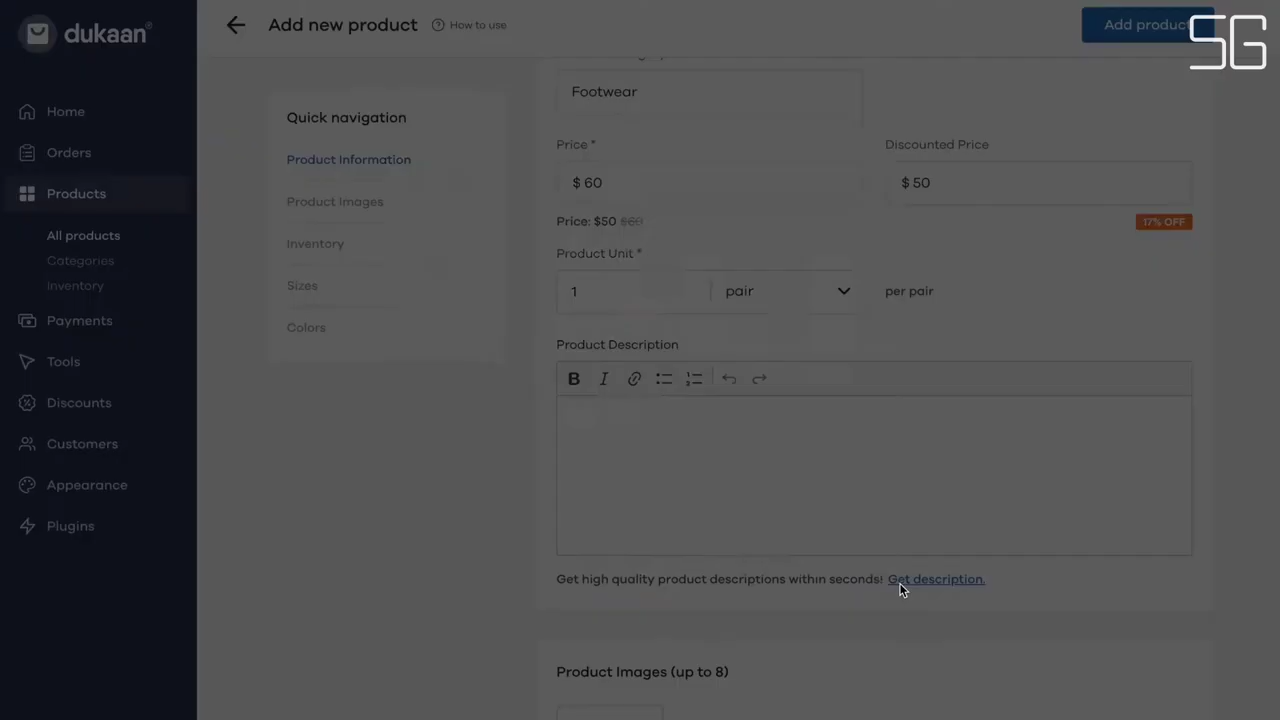 dukaan®
Add new product
How to use
Add product
SG
Home
Orders
Products
All products
Categories
Inventory
Payments
Tools
Discounts
Customers
Appearance
Plugins
Quick navigation
Product Information
Product Images
Inventory
Sizes
Colors
Footwear
Price *
Discounted Price
$ 60
$ 50
Price: $50 $60
17% OFF
Product Unit *
1
pair
per pair
Product Description
B I
Get high quality product descriptions within seconds! Get description.
Product Images (up to 8)